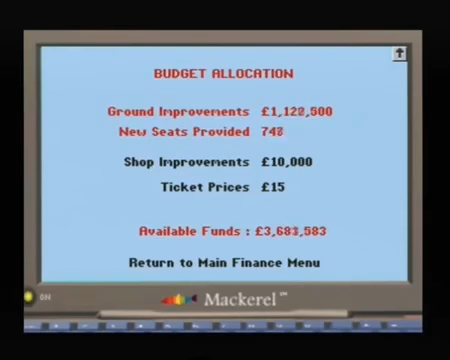 BUDGET ALLOCATION
Ground Improvements £1,128,500
New Seats Provided 748
Shop Improvements £10,000
Ticket Prices £15
Available Funds : £3,683,583
Return to Main Finance Menu
ON
Mackerel™